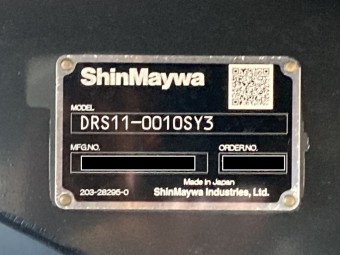 ShinMaywa
MODEL
DRS11-0010SY3
MFG.NO. ORDER.NO.
Made in Japan
203-28295-0 ShinMaywa Industries, Ltd.